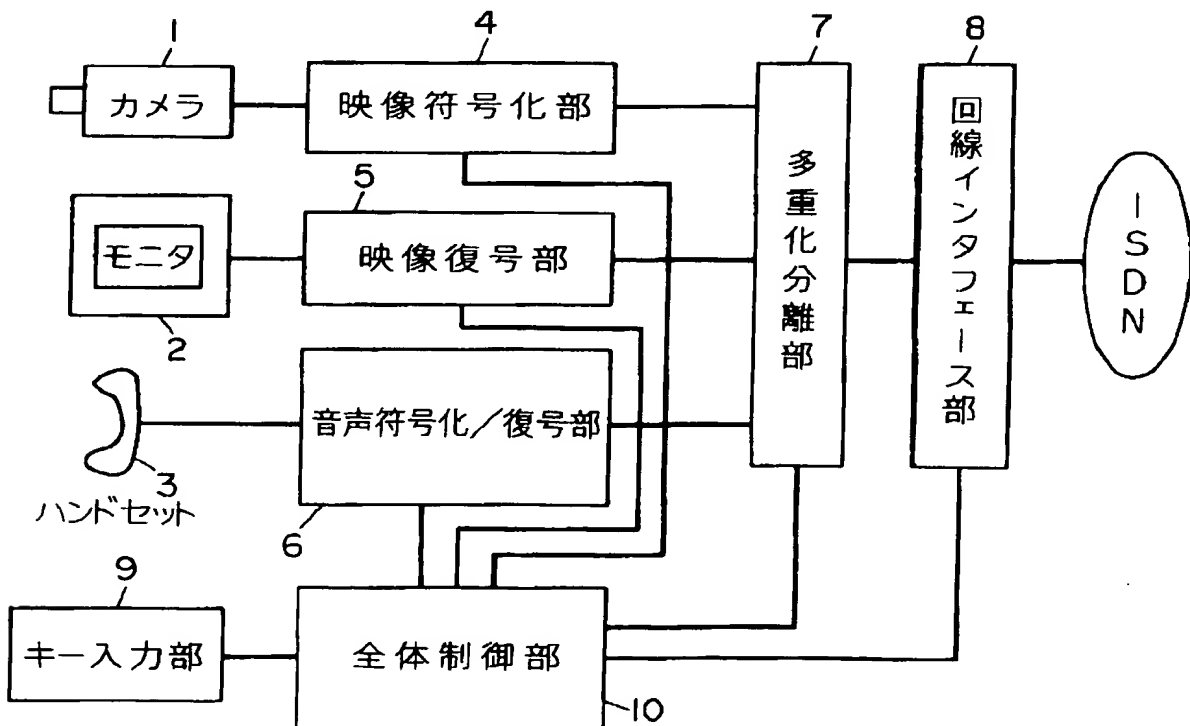 1
カメラ
4
映像符号化部
7
多重化分離部
8
回線インタフェース部
ISDN
2
モニタ
5
映像復号部
3
ハンドセット
6
音声符号化/復号部
9
キー入力部
10
全体制御部